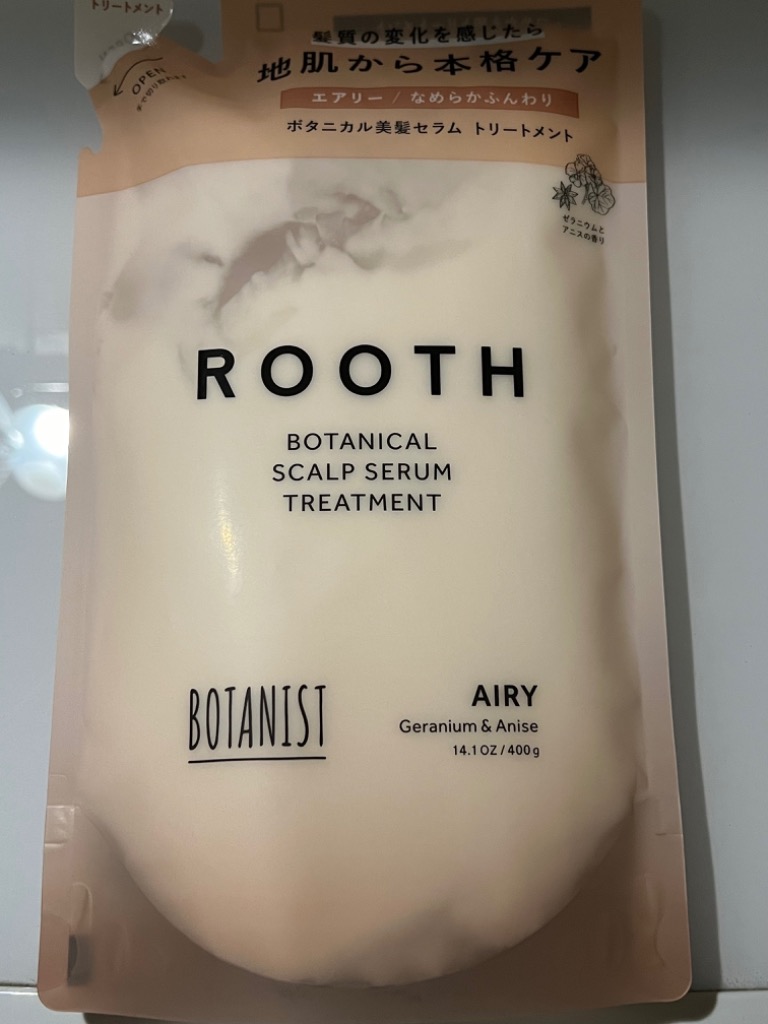 トリートメント
OPEN
髪質の変化を感じたら
地肌から本格ケア
エアリー / なめらかふんわり
ボタニカル美髪セラム トリートメント
ゼラニウムと
アニスの香り
ROOTH
BOTANICAL
SCALP SERUM
TREATMENT
BOTANIST
AIRY
Geranium & Anise
14.1 OZ / 400 g